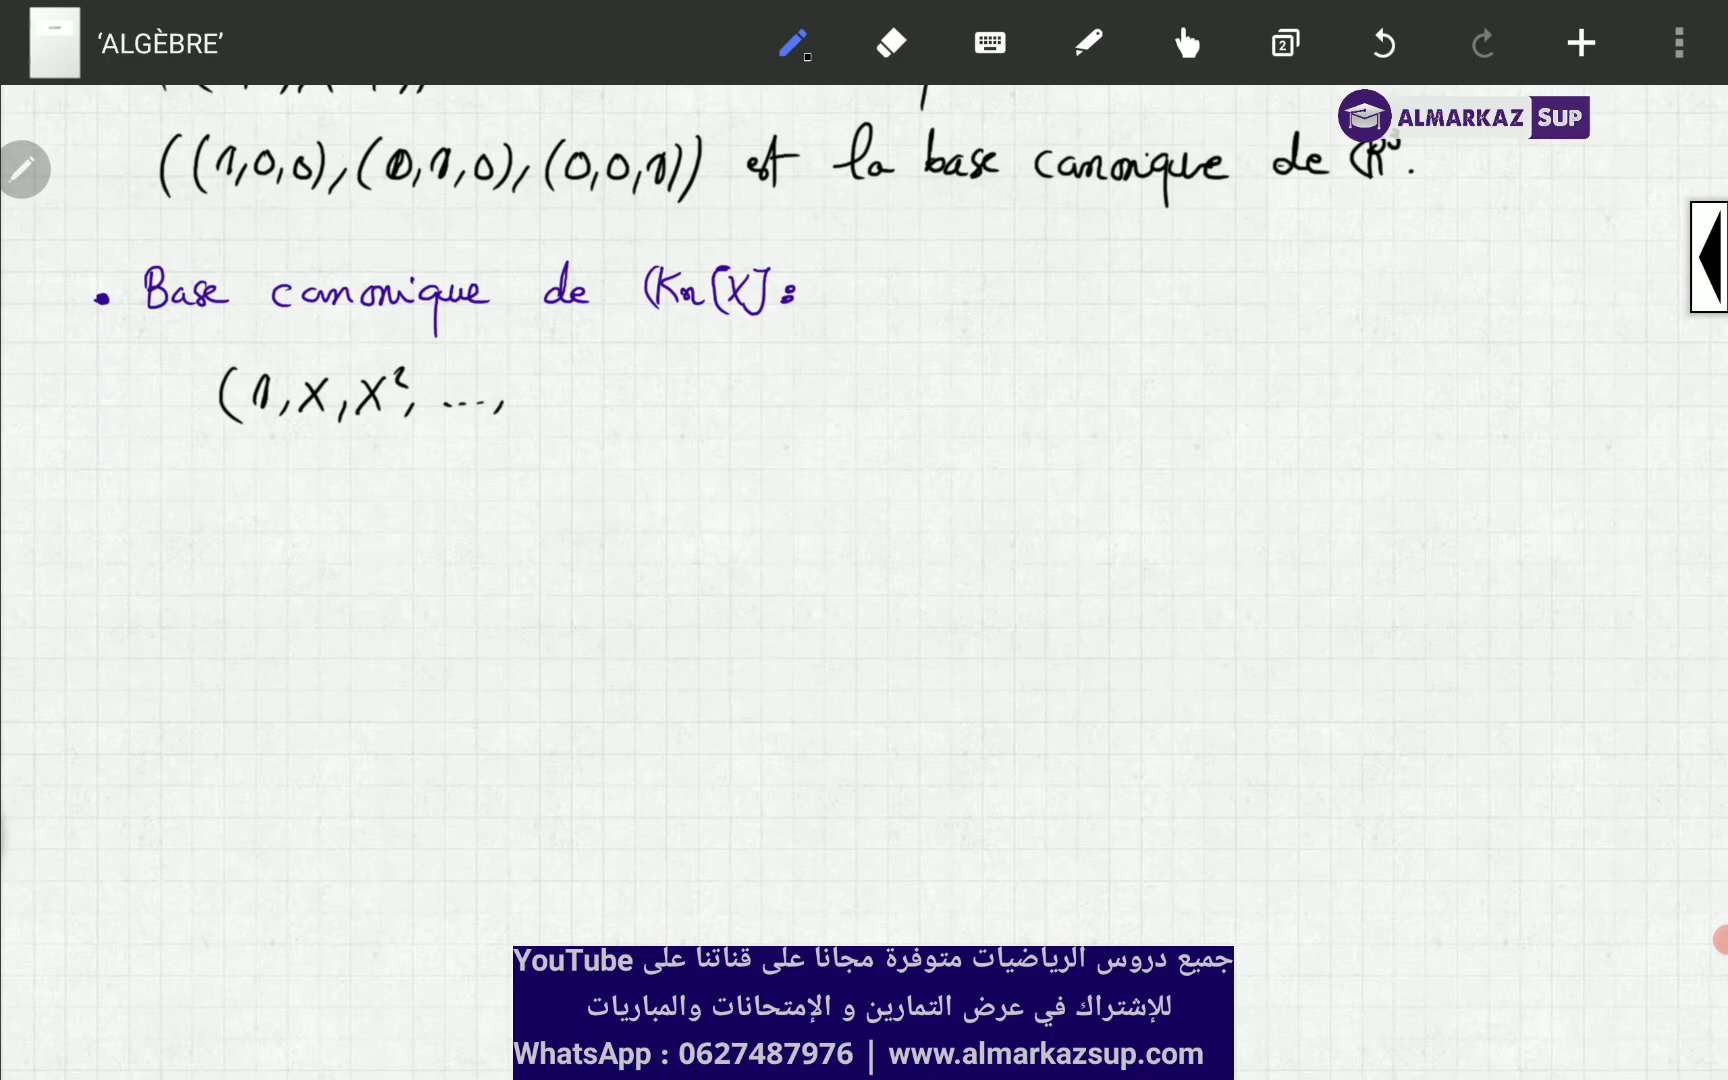 ‘ALGÈBRE’
2
ALMARKAZ SUP
((1,0,0),(0,1,0),(0,0,1)) est la base canonique de ℝ³.
• Base canonique de 𝕂n[X]:
(1,X,X², ...,
جميع دروس الرياضيات متوفرة مجانا على قناتنا على YouTube
للإشتراك في عرض التمارين و الإمتحانات والمباريات
WhatsApp : 0627487976 | www.almarkazsup.com